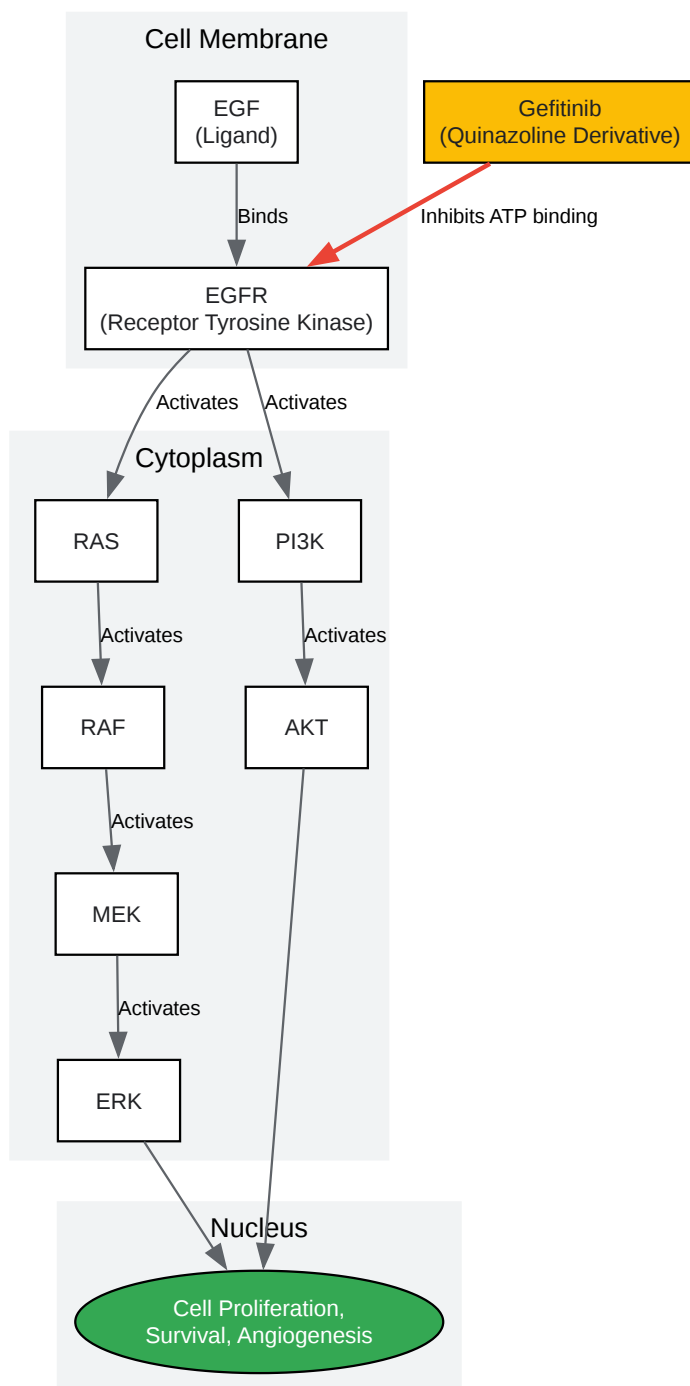 Cell Membrane
EGF
(Ligand)
Gefitinib
(Quinazoline Derivative)
Binds
Inhibits ATP binding
EGFR
(Receptor Tyrosine Kinase)
Activates
Activates
Cytoplasm
RAS
PI3K
Activates
Activates
RAF
AKT
Activates
MEK
Activates
ERK
Nucleus
Cell Proliferation,
Survival, Angiogenesis